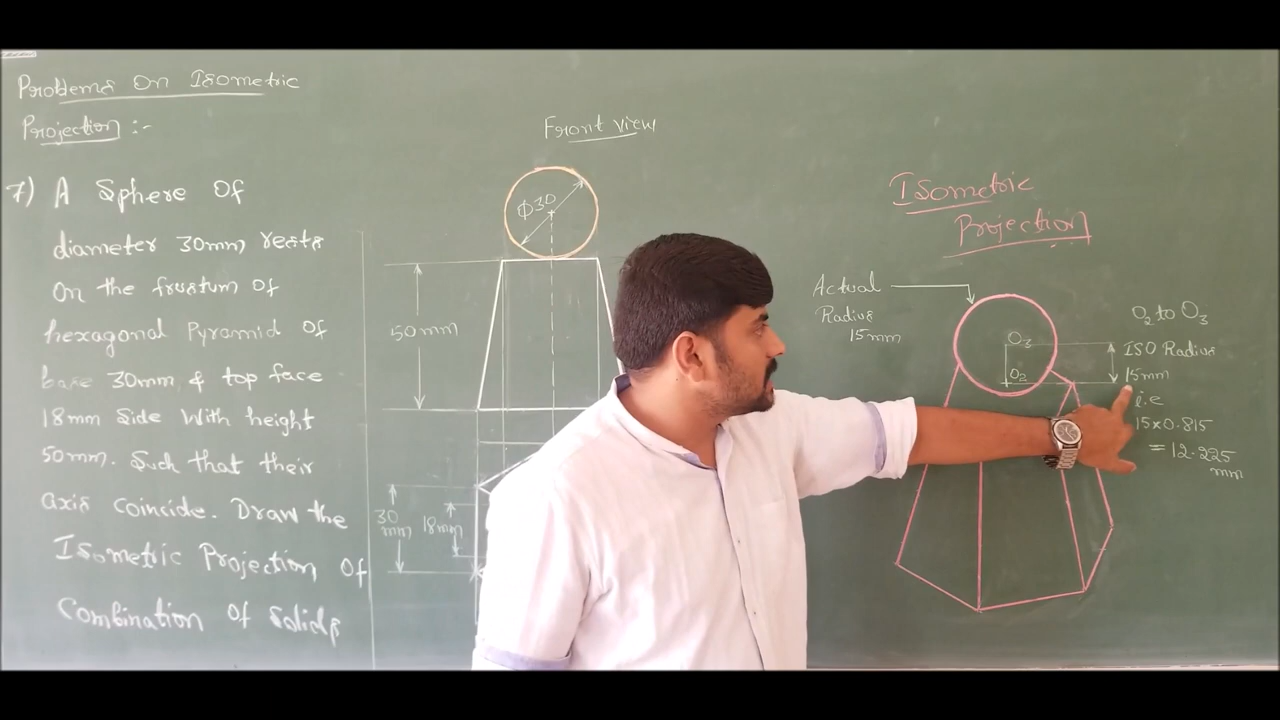 Problems On Isometric
Projection :-
7) A Sphere Of
diameter 30mm rests
On the frustum of
hexagonal Pyramid of
base 30mm & top face
18mm Side With height
50mm. Such that their
axis coincide. Draw the
Isometric Projection Of
Combination Of Solids
Front view
Φ30
50mm
30
mm
18mm
Isometric
Projection
Actual
Radius
15mm
O3
O2
O2 to O3
ISO Radius
15mm
i.e
15×0.815
= 12.225
mm